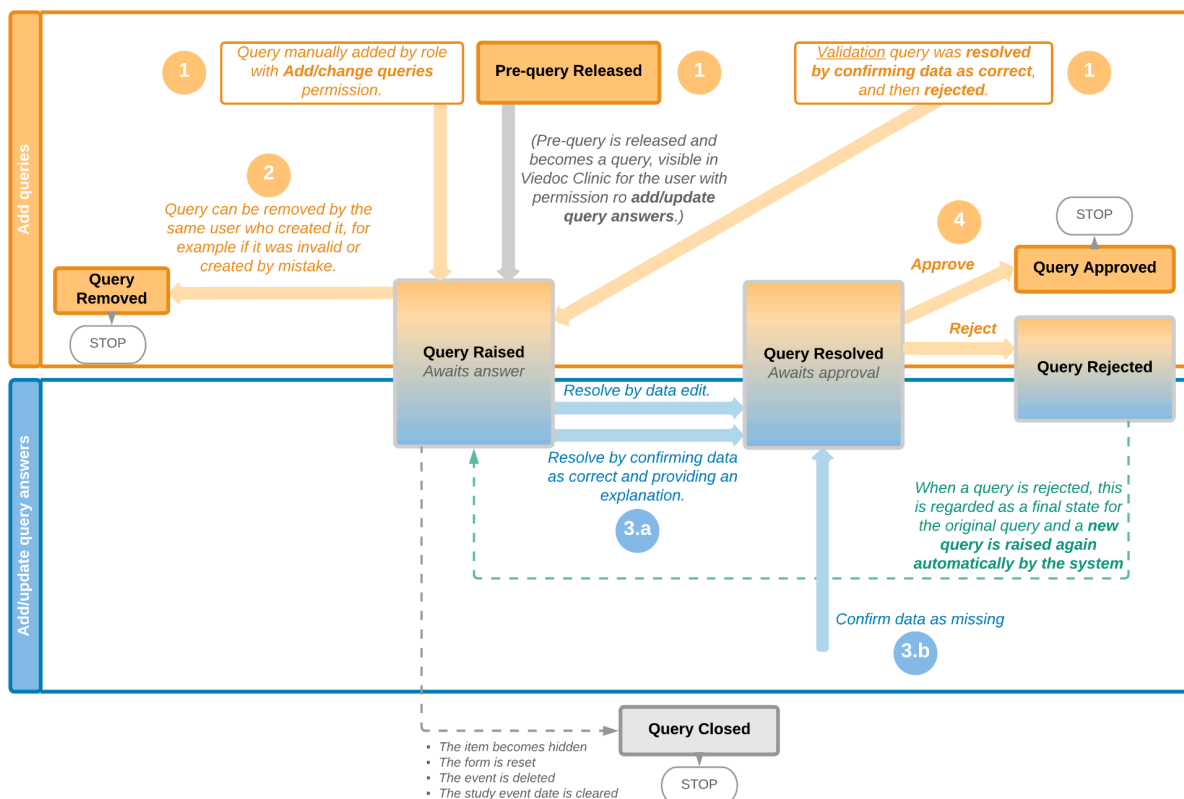 Add queries
1
Query manually added by role
with Add/change queries
permission.
Pre-query Released
1
Validation query was resolved
by confirming data as correct,
and then rejected.
1
(Pre-query is released and
becomes a query, visible in
Viedoc Clinic for the user with
permission ro add/update
query answers.)
2
Query can be removed by the
same user who created it, for
example if it was invalid or
created by mistake.
Query
Removed
STOP
Query Raised
Awaits answer
Query Resolved
Awaits approval
4
Approve
STOP
Query Approved
Reject
Query Rejected
Add/update query answers
Resolve by data edit.
Resolve by confirming data
as correct and providing an
explanation.
3.a
When a query is rejected, this
is regarded as a final state for
the original query and a new
query is raised again
automatically by the system
Confirm data as missing
3.b
Query Closed
STOP
• The item becomes hidden
• The form is reset
• The event is deleted
• The study event date is cleared